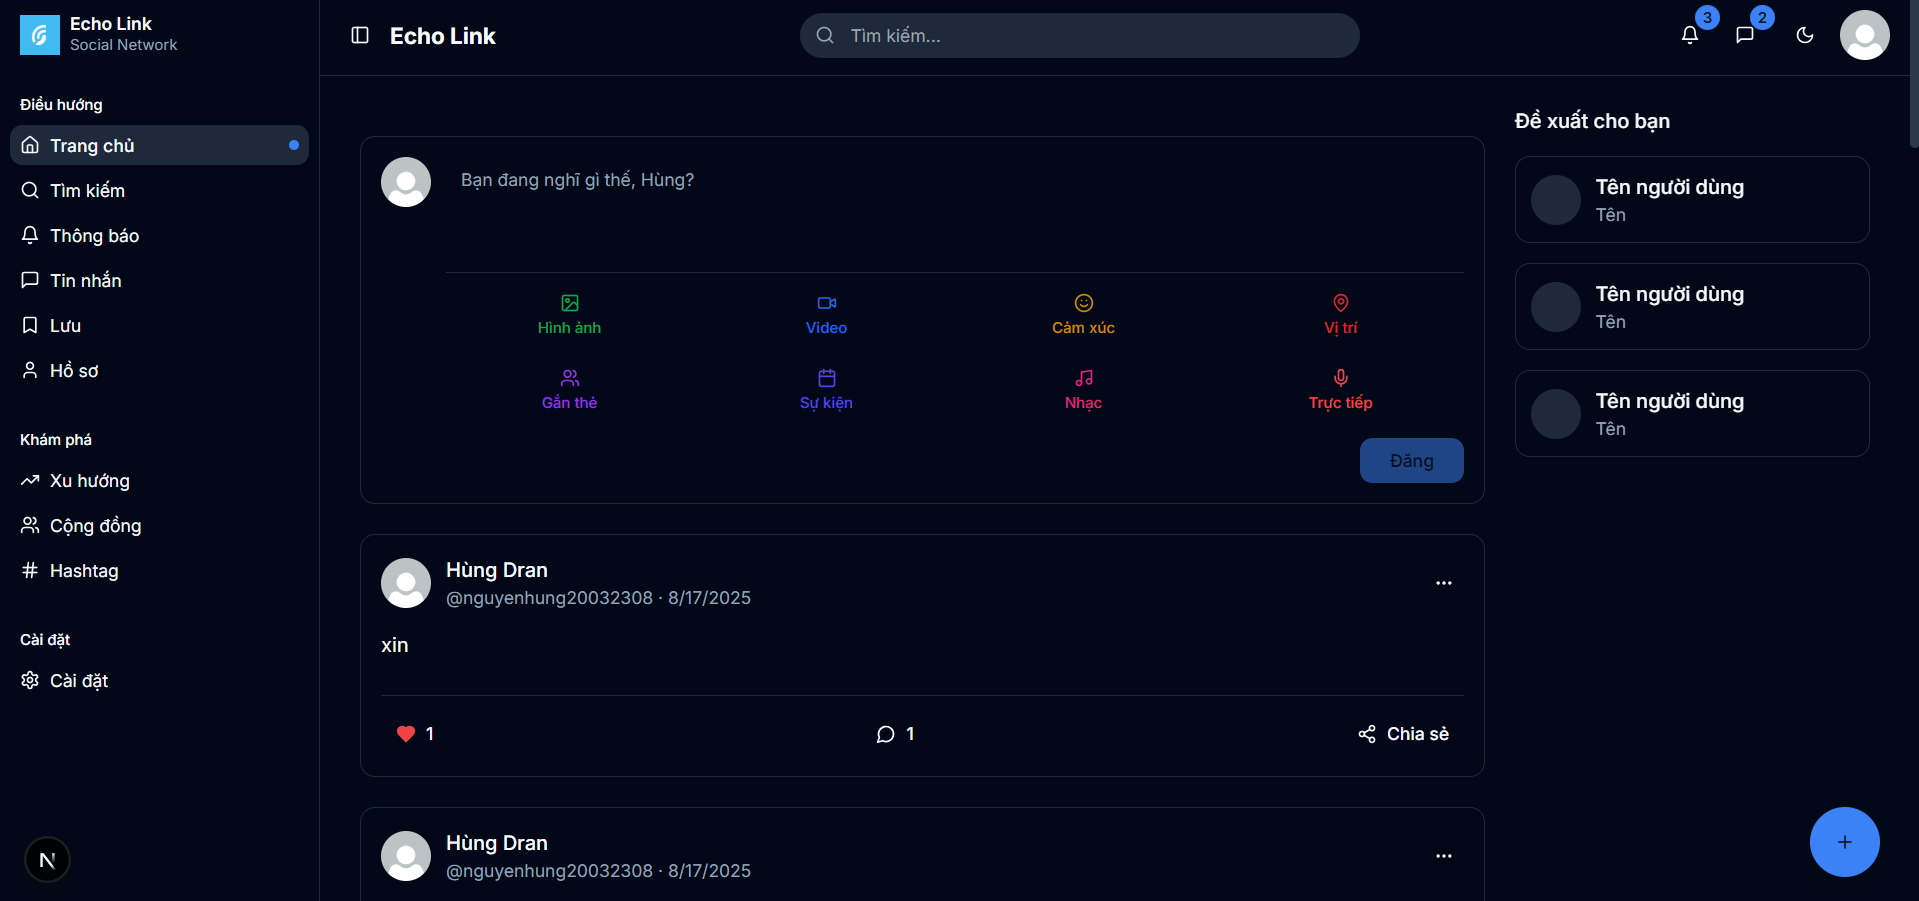 Echo Link
Social Network
Điều hướng
Trang chủ
Tìm kiếm
Thông báo
Tin nhắn
Lưu
Hồ sơ
Khám phá
Xu hướng
Cộng đồng
Hashtag
Cài đặt
Cài đặt
N
Echo Link
Tìm kiếm...
3
2
Bạn đang nghĩ gì thế, Hùng?
Hình ảnh
Video
Cảm xúc
Vị trí
Gắn thẻ
Sự kiện
Nhạc
Trực tiếp
Đăng
Hùng Dran
@nguyenhung20032308 · 8/17/2025
xin
1
1
Chia sẻ
Hùng Dran
@nguyenhung20032308 · 8/17/2025
Đề xuất cho bạn
Tên người dùng
Tên
Tên người dùng
Tên
Tên người dùng
Tên